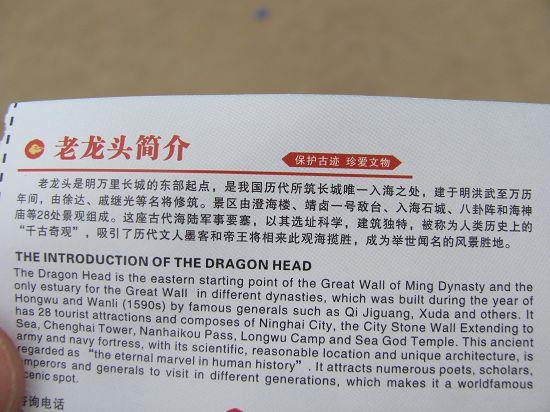 老龙头简介
保护古迹 珍爱文物
老龙头是明万里长城的东部起点，是我国历代所筑长城唯一入海之处，建于明洪武至万历
年间，由徐达、戚继光等名将修筑。景区由澄海楼、靖卤一号敌台、入海石城、八卦阵和海神
庙等28处景观组成。这座古代海陆军事要塞，以其选址科学，建筑独特，被称为人类历史上的
“千古奇观”，吸引了历代文人墨客和帝王将相来此观海揽胜，成为举世闻名的风景胜地。
THE INTRODUCTION OF THE DRAGON HEAD
The Dragon Head is the eastern starting point of the Great Wall of Ming Dynasty and the
only estuary for the Great Wall in different dynasties, which was built during the year of
Hongwu and Wanli (1590s) by famous generals such as Qi Jiguang, Xuda and others. It
has 28 tourist attractions and composes of Ninghai City, the City Stone Wall Extending to
Sea, Chenghai Tower, Nanhaikou Pass, Longwu Camp and Sea God Temple. This ancient
army and navy fortress, with its scientific, reasonable location and unique architecture, is
regarded as “the eternal marvel in human history”. It attracts numerous poets, scholars,
emperors and generals to visit in different generations, which makes it a worldfamous
scenic spot.
咨询电话